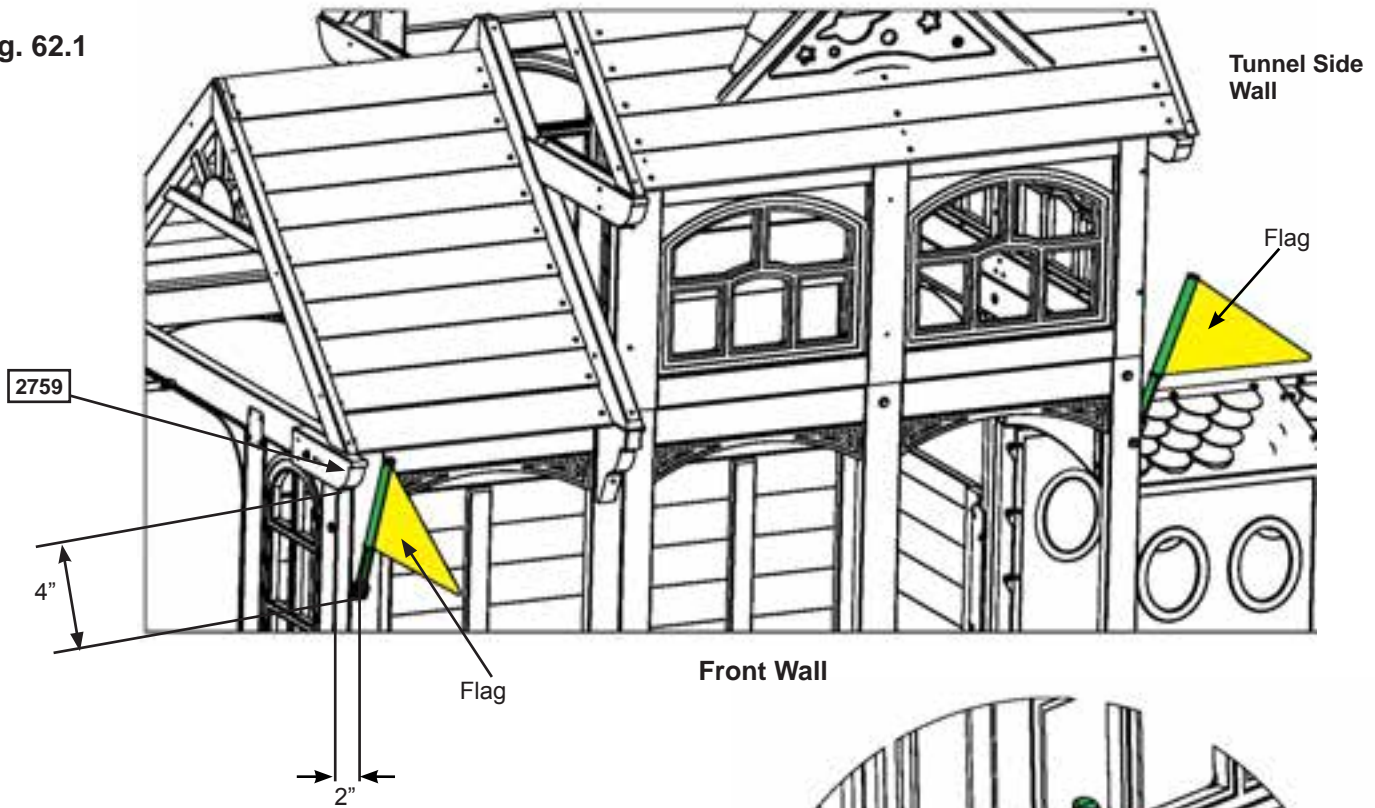 g. 62.1
Tunnel Side
Wall
Flag
2759
4”
Flag
Front Wall
2”